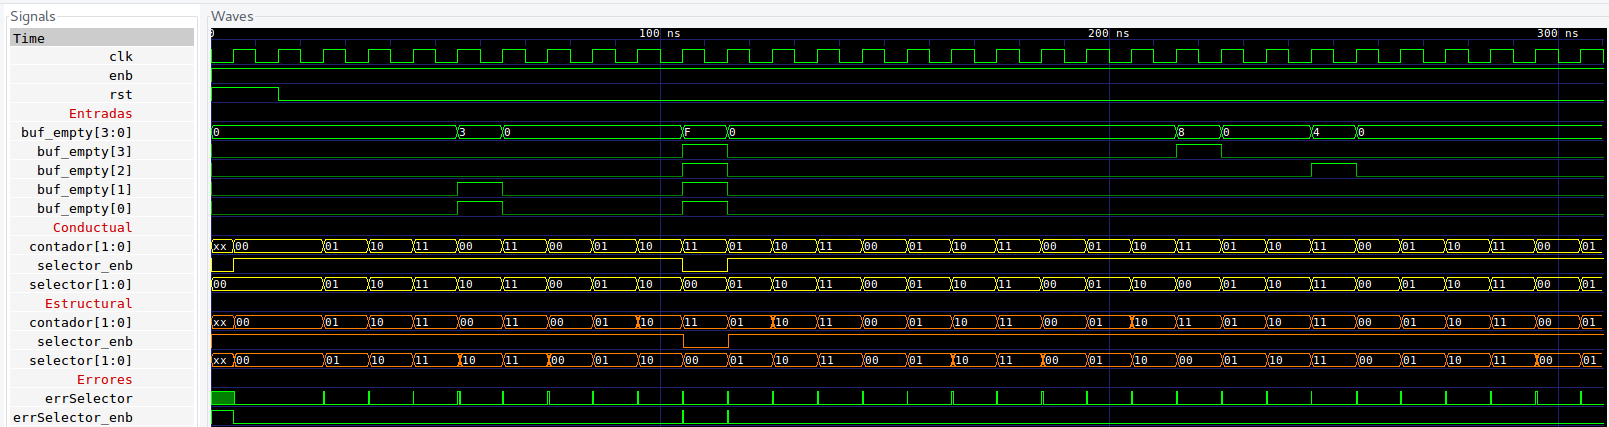 Signals Waves
Time 0 100 ns 200 ns 300 ns
clk
enb
rst
Entradas
buf_empty[3:0] 0 3 0 F 0 8 0 4 0
buf_empty[3]
buf_empty[2]
buf_empty[1]
buf_empty[0]
Conductual
contador[1:0] xx 00 01 10 11 00 11 00 01 10 11 01 10 11 00 01 10 11 00 01 10 11 01 10 11 00 01 10 11 00 01
selector_enb
selector[1:0] 00 01 10 11 10 11 00 01 10 00 01 10 11 00 01 10 11 00 01 10 00 01 10 11 00 01 10 11 00 01
Estructural
contador[1:0] xx 00 01 10 11 00 11 00 01 10 11 01 10 11 00 01 10 11 00 01 10 11 01 10 11 00 01 10 11 00 01
selector_enb
selector[1:0] xx 00 01 10 11 10 11 00 01 10 00 01 10 11 00 01 10 11 00 01 10 00 01 10 11 00 01 10 11 00 01
Errores
errSelector
errSelector_enb